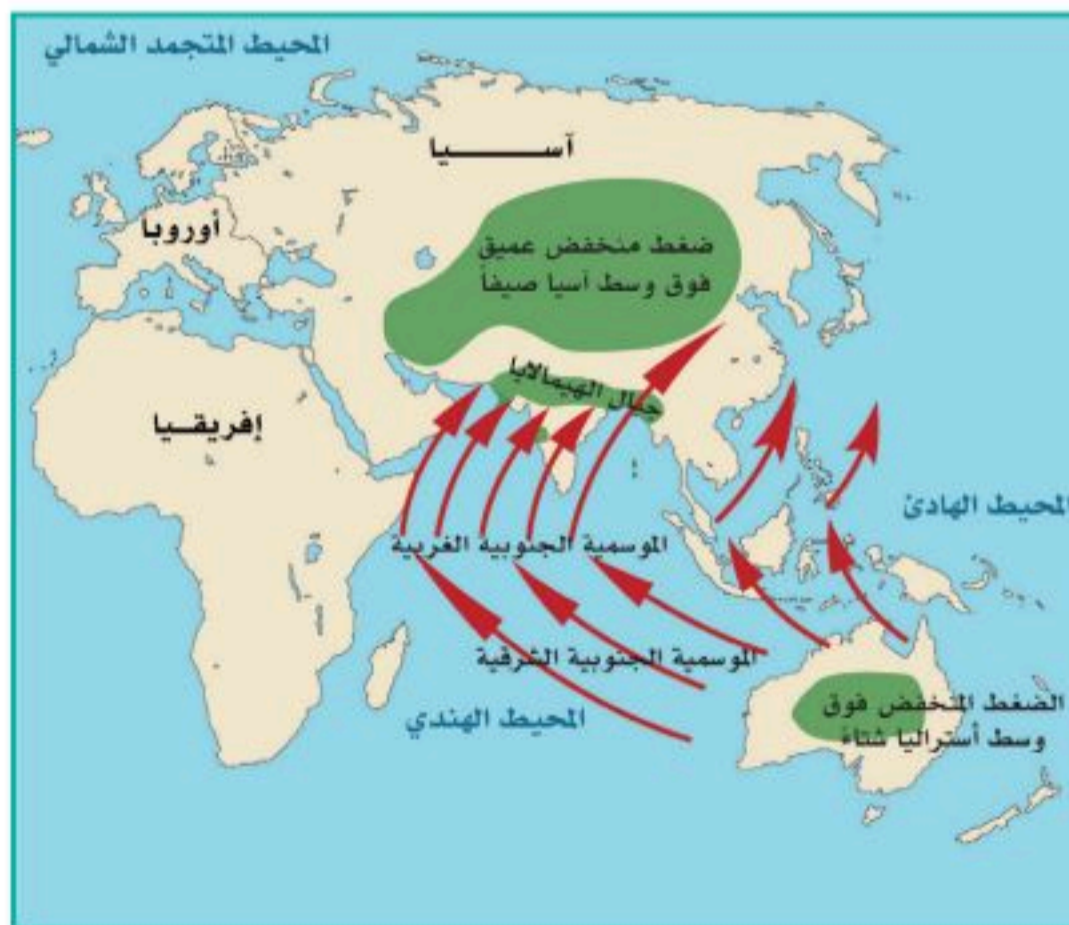 المحيط المتجمد الشمالي
آســـــيا
أوروبا
ضغط منخفض عميق
فوق وسط آسيا صيفاً
جبال الهيمالايا
إفريقـيا
المحيط الهادئ
الموسمية الجنوبية الغربية
الموسمية الجنوبية الشرقية
المحيط الهندي
الضغط المنخفض فوق
وسط أستراليا شتاءً